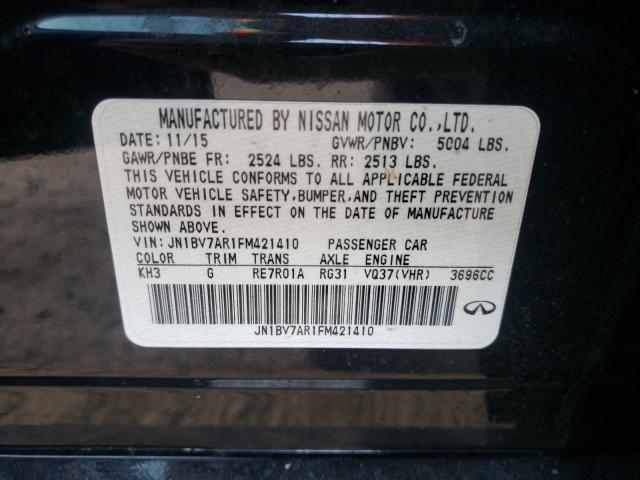 MANUFACTURED BY NISSAN MOTOR CO.,LTD.
DATE: 11/15 GVWR/PNBV: 5004 LBS.
GAWR/PNBE FR: 2524 LBS. RR: 2513 LBS.
THIS VEHICLE CONFORMS TO ALL APPLICABLE FEDERAL
MOTOR VEHICLE SAFETY,BUMPER,AND THEFT PREVENTION
STANDARDS IN EFFECT ON THE DATE OF MANUFACTURE
SHOWN ABOVE.
VIN: JN1BV7AR1FM421410 PASSENGER CAR
COLOR TRIM TRANS AXLE ENGINE
KH3 G RE7R01A RG31 VQ37(VHR) 3696CC
JN1BV7AR1FM421410